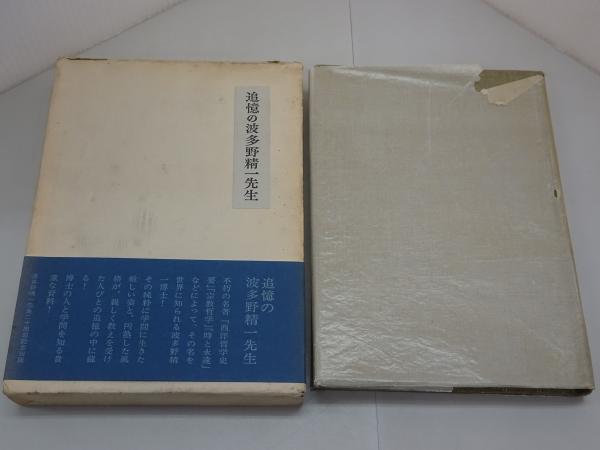 追憶の波多野精一先生
追憶の
波多野精一先生
不朽の名著『西洋哲学史
要』『宗教哲学』『時と永遠』
などによって、その名を
世界に知られる波多野精
一博士！
その純粋に学問に生きた
厳しい姿と、円熟した風
格が、親しく教えを受け
た人びとの追憶の中に蘇
る！
博士の人と学問を知る貴
重な資料！